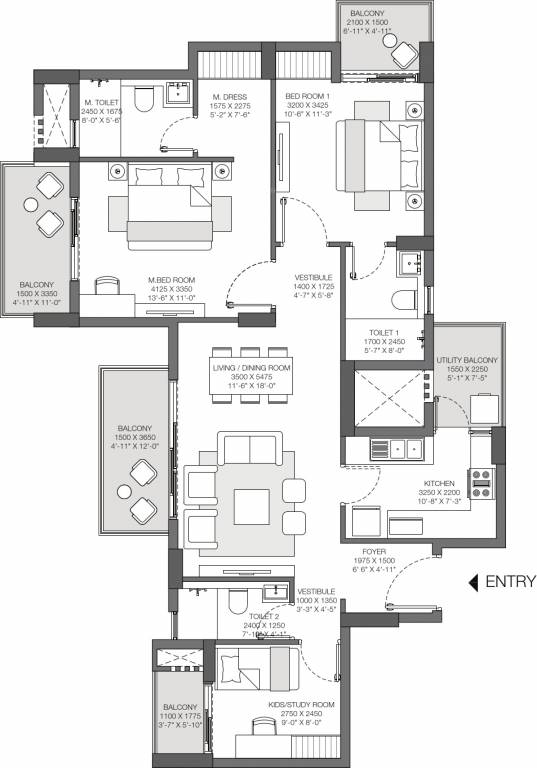 BALCONY
2100 X 1500
6'-11" X 4'-11"
M. TOILET
2450 X 1675
8'-0" X 5'-6"
M. DRESS
1575 X 2275
5'-2" X 7'-6"
BED ROOM 1
3200 X 3425
10'-6" X 11'-3"
BALCONY
1500 X 3350
4'-11" X 11'-0"
M.BED ROOM
4125 X 3350
13'-6" X 11'-0"
VESTIBULE
1400 X 1725
4'-7" X 5'-8"
TOILET 1
1700 X 2450
5'-7" X 8'-0"
LIVING / DINING ROOM
3500 X 5475
11'-6" X 18'-0"
UTILITY BALCONY
1550 X 2250
5'-1" X 7'-5"
BALCONY
1500 X 3650
4'-11" X 12'-0"
KITCHEN
3250 X 2200
10'-8" X 7'-3"
FOYER
1975 X 1500
6' 6" X 4'-11"
ENTRY
VESTIBULE
1000 X 1350
3'-3" X 4'-5"
TOILET 2
2400 X 1250
7'-10" X 4'-1"
BALCONY
1100 X 1775
3'-7" X 5'-10"
KIDS/STUDY ROOM
2750 X 2450
9'-0" X 8'-0"